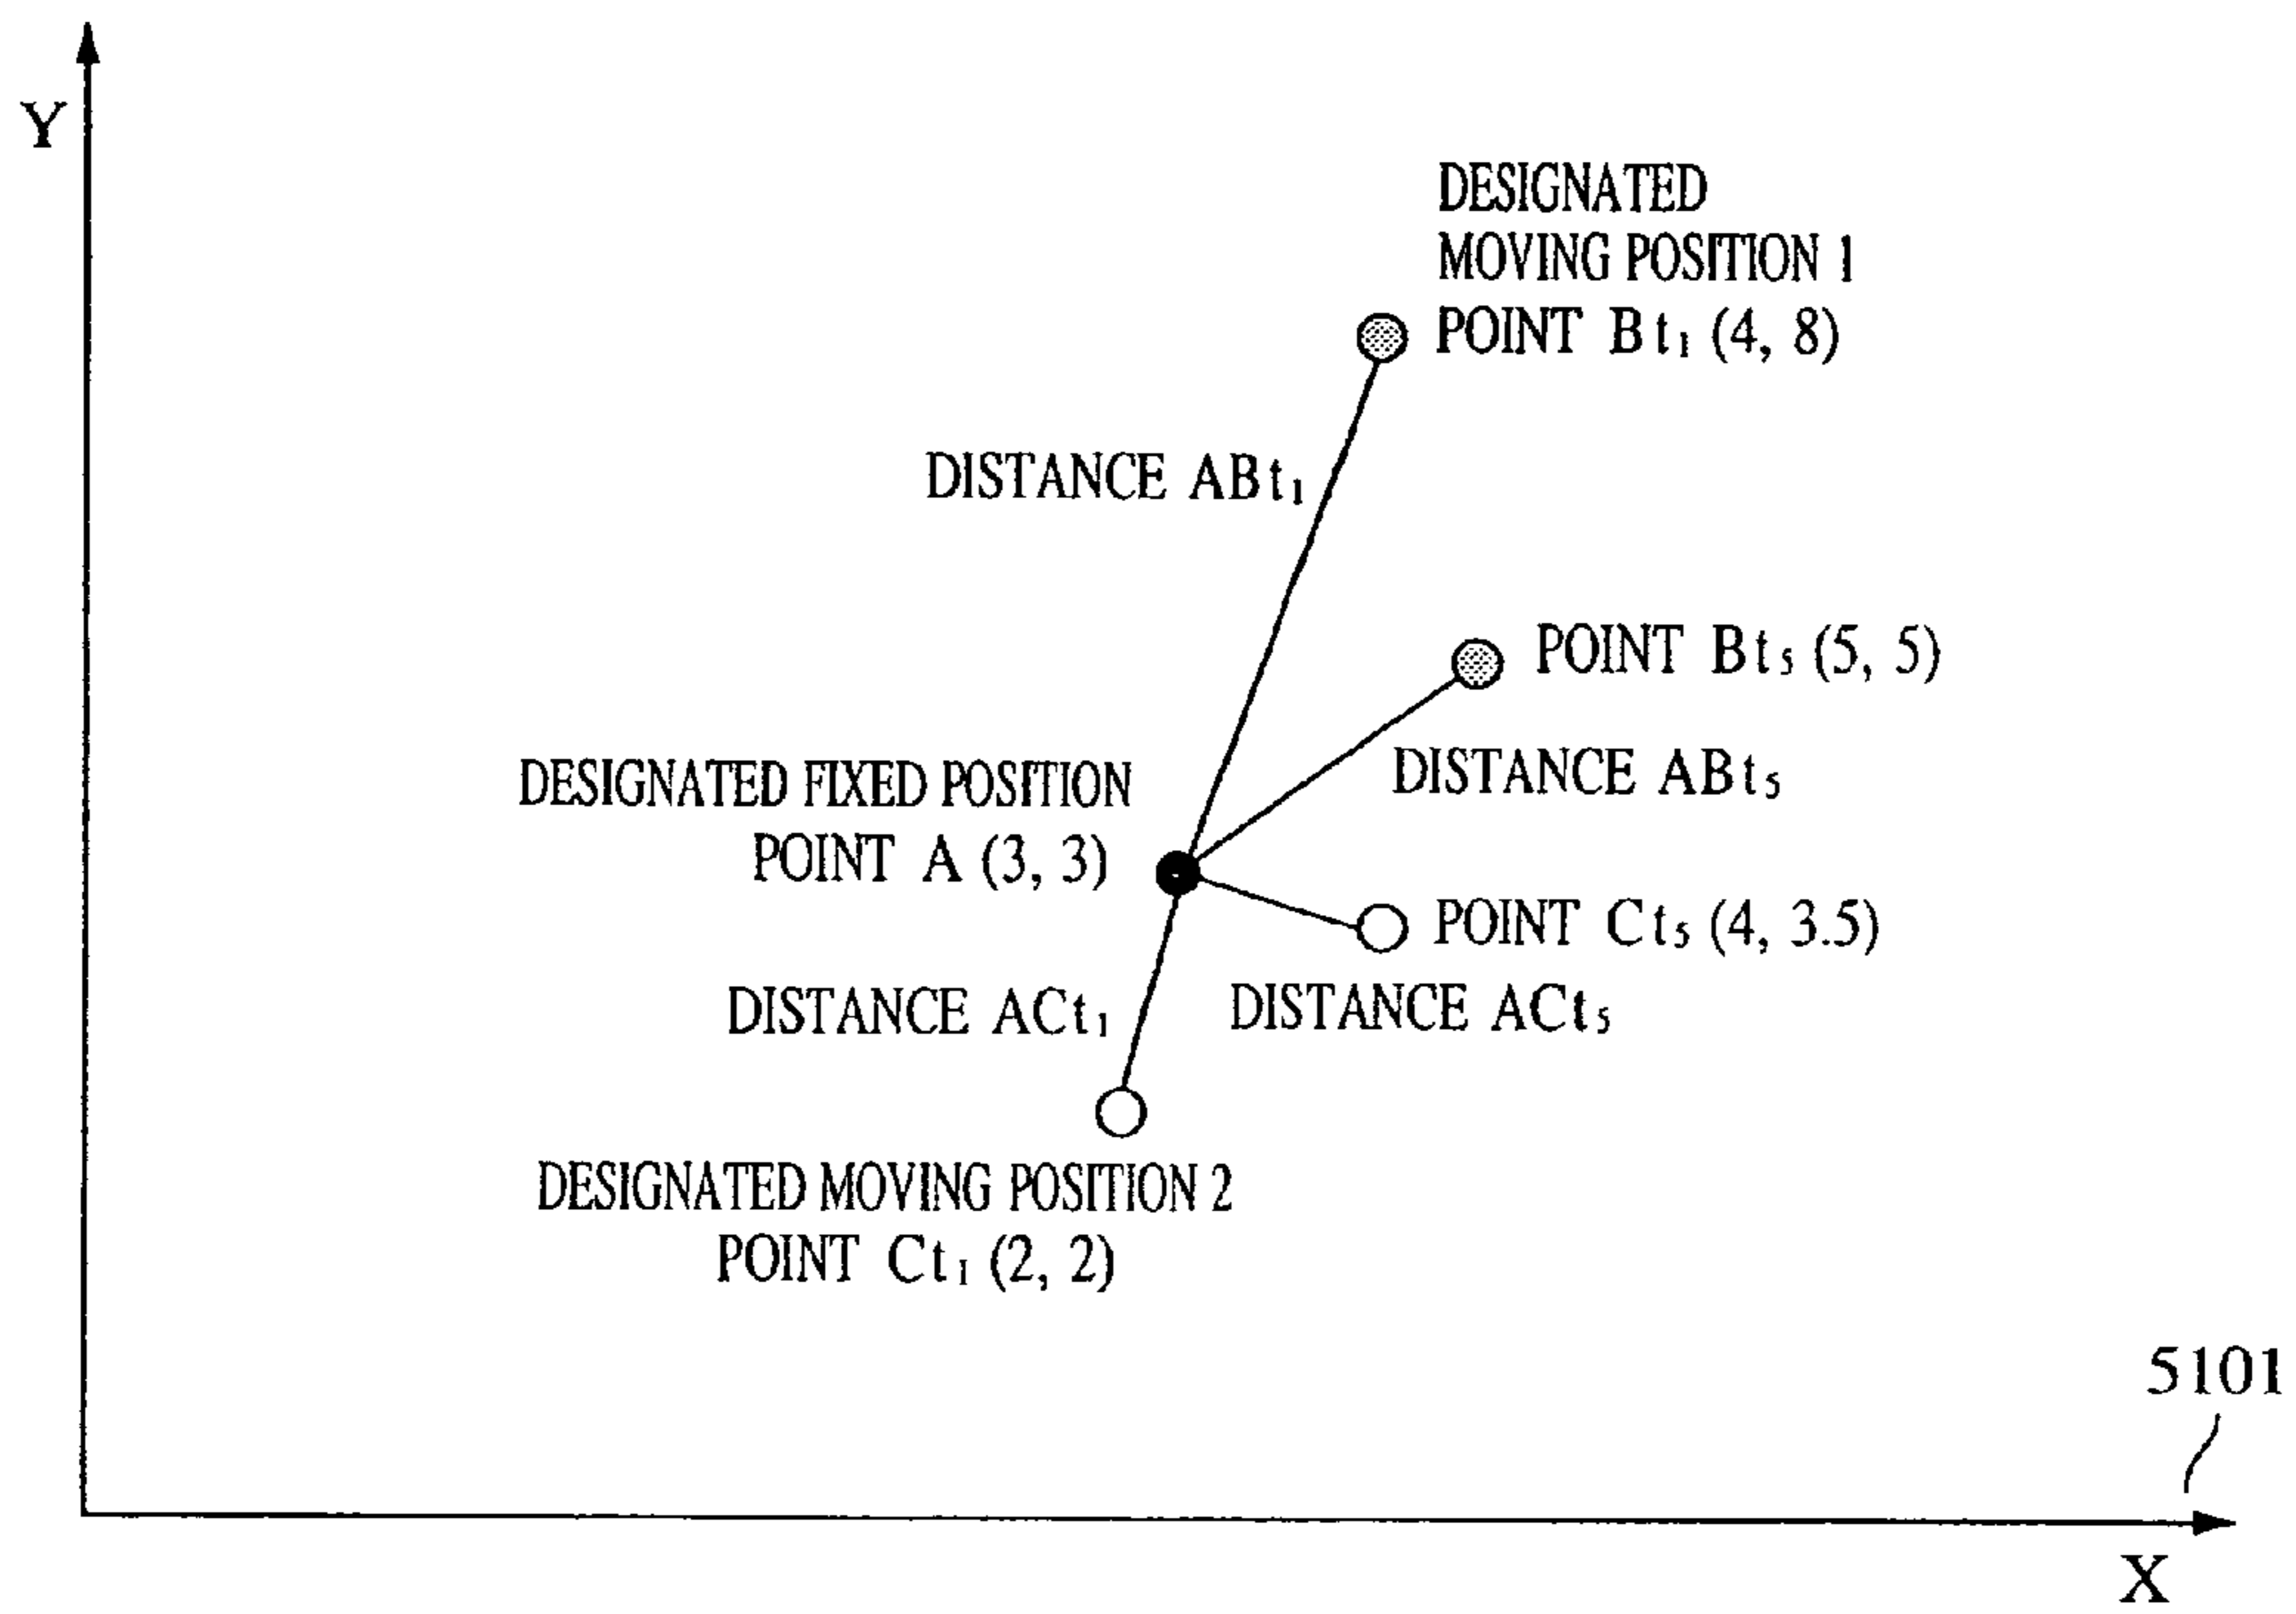 Y
DESIGNATED
MOVING POSITION 1
POINT Bt₁ (4, 8)
DISTANCE ABt₁
POINT Bt₅ (5, 5)
DISTANCE ABt₅
DESIGNATED FIXED POSITION
POINT A (3, 3)
POINT Ct₅ (4, 3.5)
DISTANCE ACt₁
DISTANCE ACt₅
DESIGNATED MOVING POSITION 2
POINT Ct₁ (2, 2)
5101
X